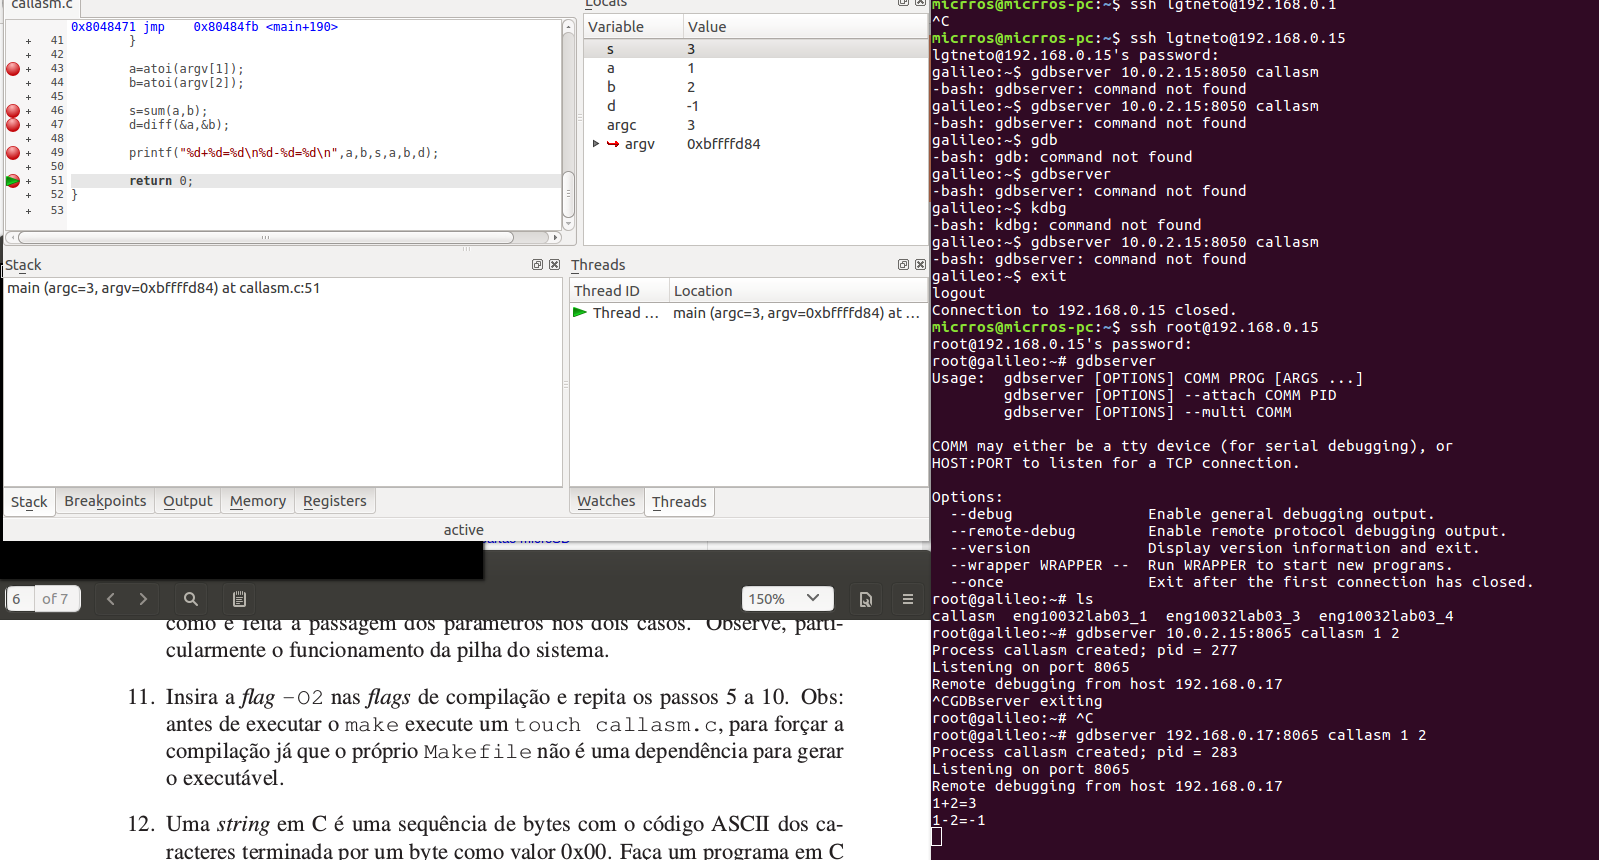 callasm.c
0x8048471 jmp    0x80484fb <main+190>
41         }
42
43         a=atoi(argv[1]);
44         b=atoi(argv[2]);
45
46         s=sum(a,b);
47         d=diff(&a,&b);
48
49         printf("%d+%d=%d\n%d-%d=%d\n",a,b,s,a,b,d);
50
51         return 0;
52 }
53
Locals
Variable Value
s 3
a 1
b 2
d -1
argc 3
argv 0xbffffd84
Stack
main (argc=3, argv=0xbffffd84) at callasm.c:51
Threads
Thread ID Location
Thread ... main (argc=3, argv=0xbffffd84) at ...
Stack Breakpoints Output Memory Registers
Watches Threads
active
6 of 7
150%
como é feita a passagem dos parâmetros nos dois casos. Observe, parti-
cularmente o funcionamento da pilha do sistema.
11. Insira a flag -O2 nas flags de compilação e repita os passos 5 a 10. Obs:
antes de executar o make execute um touch callasm.c, para forçar a
compilação já que o próprio Makefile não é uma dependência para gerar
o executável.
12. Uma string em C é uma sequência de bytes com o código ASCII dos ca-
racteres terminada por um byte como valor 0x00. Faça um programa em C
micrros@micrros-pc:~$ ssh lgtneto@192.168.0.1
^C
micrros@micrros-pc:~$ ssh lgtneto@192.168.0.15
lgtneto@192.168.0.15's password:
galileo:~$ gdbserver 10.0.2.15:8050 callasm
-bash: gdbserver: command not found
galileo:~$ gdbserver 10.0.2.15:8050 callasm
-bash: gdbserver: command not found
galileo:~$ gdb
-bash: gdb: command not found
galileo:~$ gdbserver
-bash: gdbserver: command not found
galileo:~$ kdbg
-bash: kdbg: command not found
galileo:~$ gdbserver 10.0.2.15:8050 callasm
-bash: gdbserver: command not found
galileo:~$ exit
logout
Connection to 192.168.0.15 closed.
micrros@micrros-pc:~$ ssh root@192.168.0.15
root@192.168.0.15's password:
root@galileo:~# gdbserver
Usage:  gdbserver [OPTIONS] COMM PROG [ARGS ...]
        gdbserver [OPTIONS] --attach COMM PID
        gdbserver [OPTIONS] --multi COMM

COMM may either be a tty device (for serial debugging), or
HOST:PORT to listen for a TCP connection.

Options:
  --debug               Enable general debugging output.
  --remote-debug        Enable remote protocol debugging output.
  --version             Display version information and exit.
  --wrapper WRAPPER --  Run WRAPPER to start new programs.
  --once                Exit after the first connection has closed.
root@galileo:~# ls
callasm  eng10032lab03_1  eng10032lab03_3  eng10032lab03_4
root@galileo:~# gdbserver 10.0.2.15:8065 callasm 1 2
Process callasm created; pid = 277
Listening on port 8065
Remote debugging from host 192.168.0.17
^CGDBserver exiting
root@galileo:~# ^C
root@galileo:~# gdbserver 192.168.0.17:8065 callasm 1 2
Process callasm created; pid = 283
Listening on port 8065
Remote debugging from host 192.168.0.17
1+2=3
1-2=-1